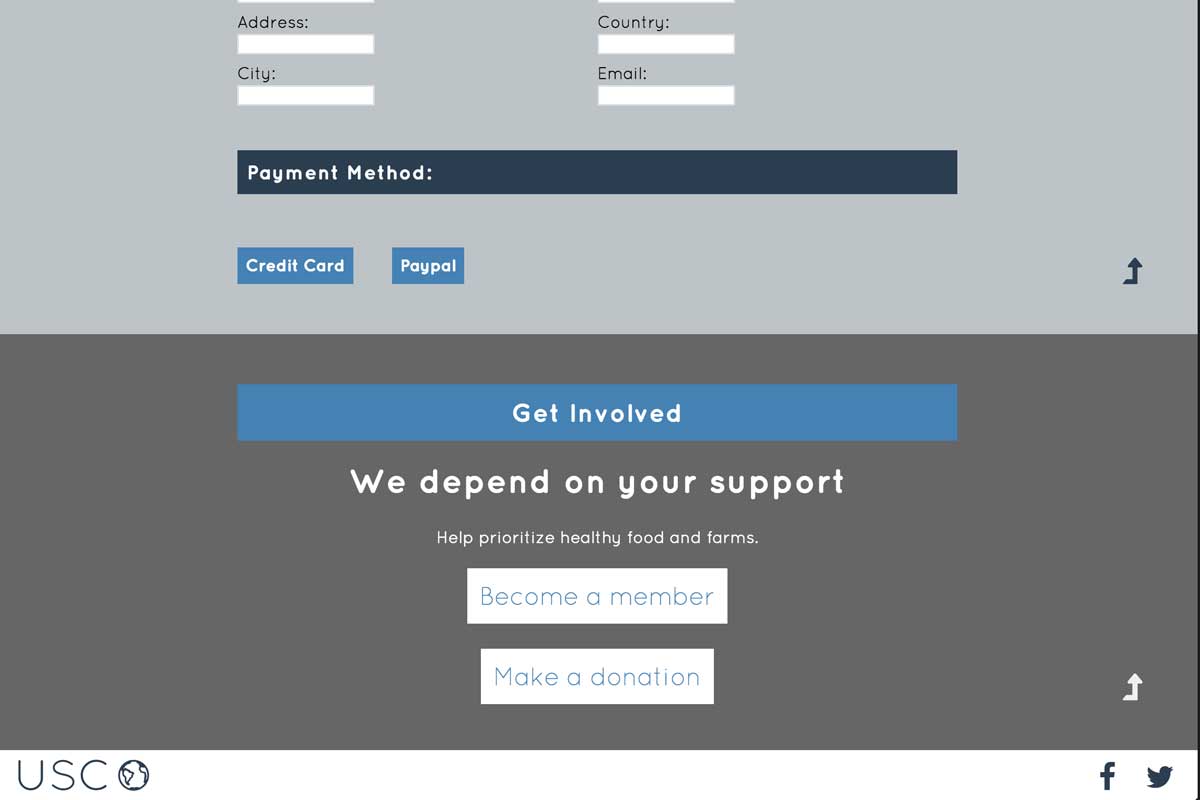 Address: Country:
City: Email:
Payment Method:
Credit Card Paypal
Get Involved
We depend on your support
Help prioritize healthy food and farms.
Become a member
Make a donation
USC